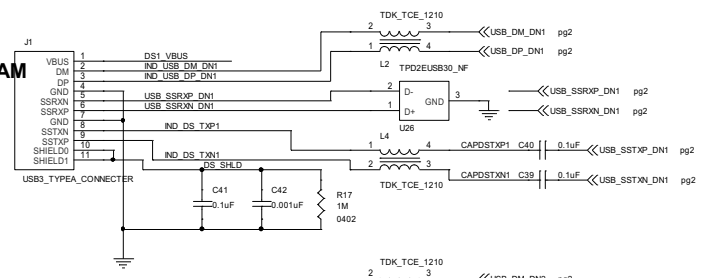 TDK_TCE_1210
2 3
USB_DM_DN1 pg2
1 4
USB_DP_DN1 pg2
L2
TPD2EUSB30_NF
J1
AM
VBUS 1 DS1_VBUS
DM 2 IND_USB_DM_DN1
DP 3 IND_USB_DP_DN1
GND 4
SSRXN 5 USB_SSRXP_DN1
SSRXP 6 USB_SSRXN_DN1
GND 7
SSTXN 8 IND_DS_TXP1
SSTXP 9 IND_DS_TXN1
SHIELD0 10
SHIELD1 11 DS_SHLD
USB3_TYPEA_CONNECTER
2 D- GND 3
1 D+
U26
USB_SSRXP_DN1 pg2
USB_SSRXN_DN1 pg2
L4
1 4 CAPDSTXP1 C40 0.1uF USB_SSTXP_DN1 pg2
2 3 CAPDSTXN1 C39 0.1uF USB_SSTXN_DN1 pg2
TDK_TCE_1210
C41
0.1uF
C42
0.001uF
R17
1M
0402
TDK_TCE_1210
2 3
USB_DM_DN2 pg2